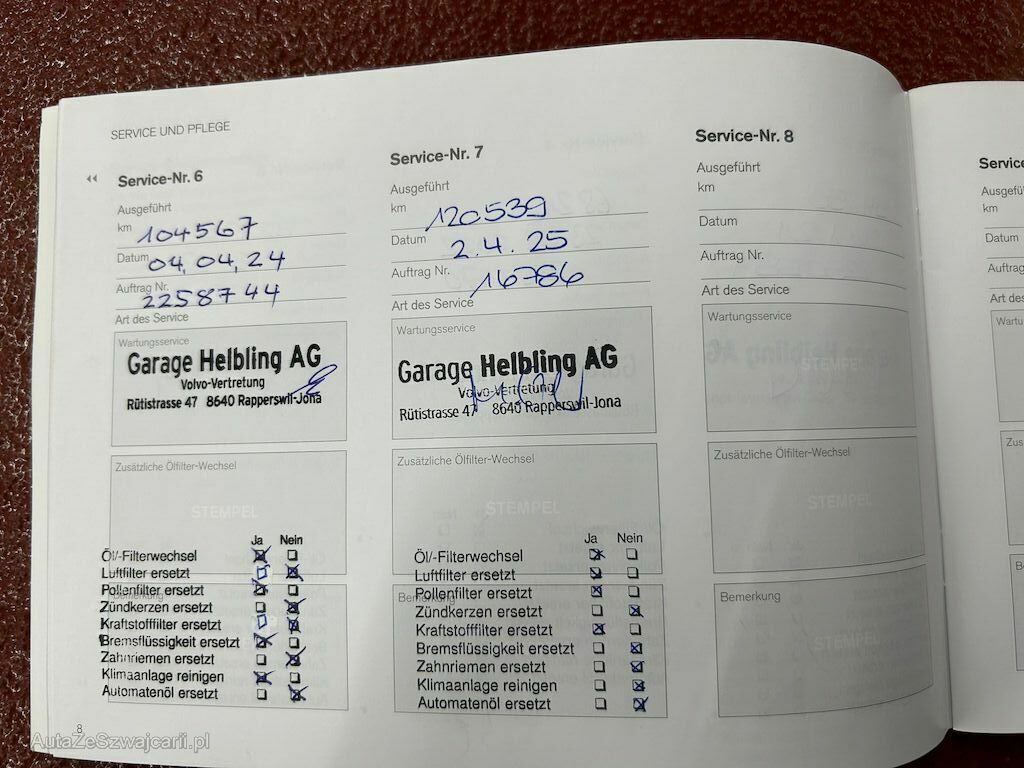 SERVICE UND PFLEGE
Service-Nr. 6
Ausgeführt
km 104567
Datum 04,04,24
Auftrag Nr. 2258744
Art des Service
Wartungsservice
Garage Helbling AG
Volvo-Vertretung
Rütistrasse 47 8640 Rapperswil-Jona
Zusätzliche Ölfilter-Wechsel
STEMPEL
Ja Nein
Öl/-Filterwechsel
Luftfilter ersetzt
Pollenfilter ersetzt
Zündkerzen ersetzt
Kraftstofffilter ersetzt
Bremsflüssigkeit ersetzt
Zahnriemen ersetzt
Klimaanlage reinigen
Automatenöl ersetzt
8
Service-Nr. 7
Ausgeführt
km 120539
Datum 2.4.25
Auftrag Nr. 16786
Art des Service
Wartungsservice
Garage Helbling AG
Volvo-Vertretung
Rütistrasse 47 8640 Rapperswil-Jona
Zusätzliche Ölfilter-Wechsel
STEMPEL
Ja Nein
Öl/-Filterwechsel
Luftfilter ersetzt
Pollenfilter ersetzt
Bemerkung
Zündkerzen ersetzt
Kraftstofffilter ersetzt
Bremsflüssigkeit ersetzt
Zahnriemen ersetzt
Klimaanlage reinigen
Automatenöl ersetzt
Service-Nr. 8
Ausgeführt
km
Datum
Auftrag Nr.
Art des Service
Wartungsservice
STEMPEL
Zusätzliche Ölfilter-Wechsel
STEMPEL
Bemerkung
STEMPEL
Service
Ausgefü
km
Datum
Auftrag
Art des
Wartu
Zus
Be
AutaZeSzwajcarii.pl